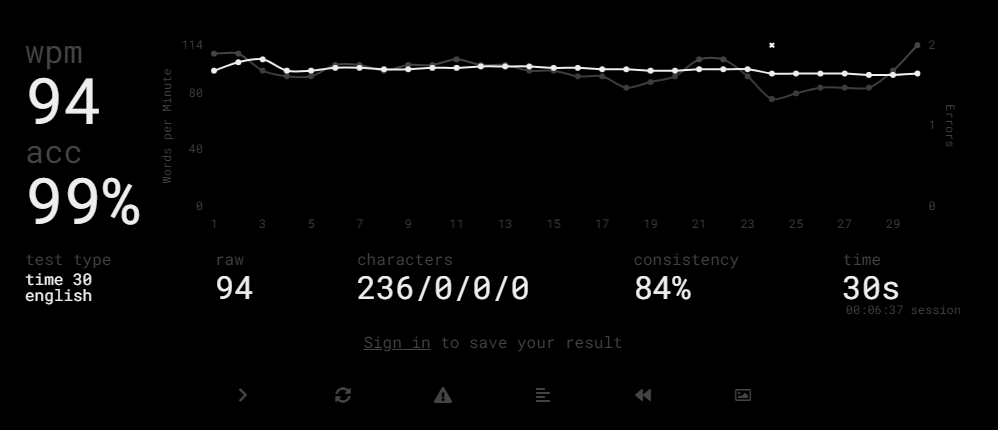 wpm
94
acc
99%
Words per Minute
114
80
40
0
1 3 5 7 9 11 13 15 17 19 21 23 25 27 29
2
1
0
Errors
test type
time 30
english
raw
94
characters
236/0/0/0
consistency
84%
time
30s
00:06:37 session
Sign in to save your result